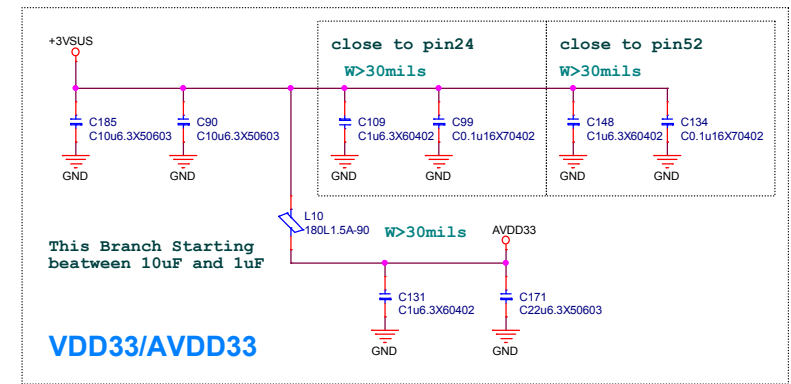 +3VSUS
close to pin24
close to pin52
W>30mils
W>30mils
C185
C10u6.3X50603
C90
C10u6.3X50603
C109
C1u6.3X60402
C99
C0.1u16X70402
C148
C1u6.3X60402
C134
C0.1u16X70402
GND
GND
GND
GND
GND
GND
L10
180L1.5A-90
W>30mils
AVDD33
This Branch Starting
beatween 10uF and 1uF
C131
C1u6.3X60402
C171
C22u6.3X50603
VDD33/AVDD33
GND
GND